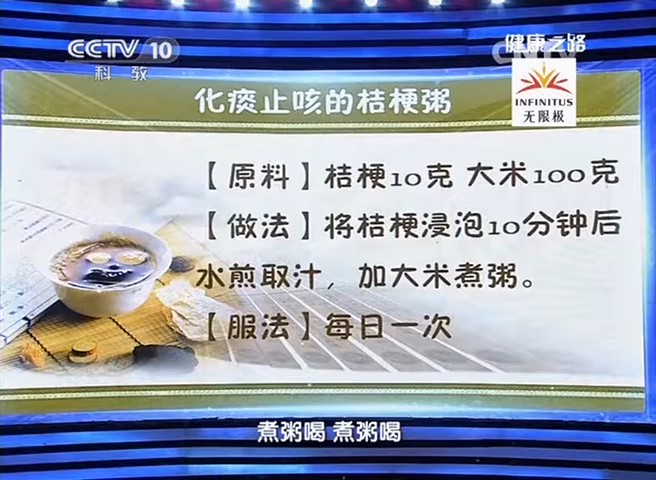 CCTV 10
科教
健康之路
INFINITUS
无限极
化痰止咳的桔梗粥
【原料】桔梗10克 大米100克
【做法】将桔梗浸泡10分钟后
水煎取汁，加大米煮粥。
【服法】每日一次
煮粥喝 煮粥喝